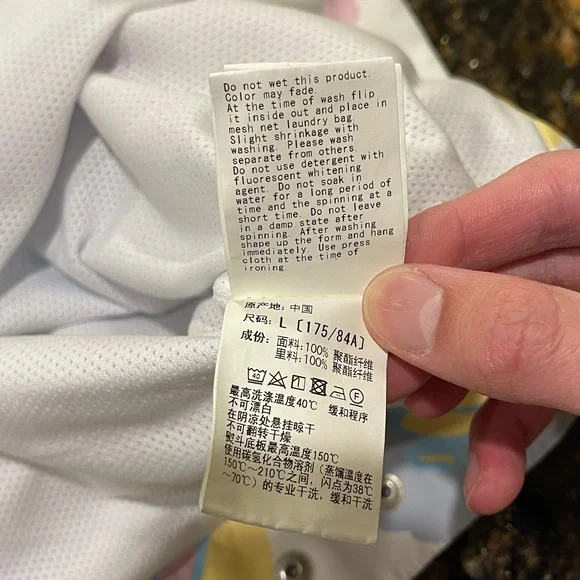 Do not wet this product.
Color may fade.
At the time of wash flip
it inside out and place in
mesh net laundry bag.
Slight shrinkage with
washing. Please wash
separate from others.
Do not use detergent with
fluorescent whitening
agent. Do not soak in
water for a long period of
time and the spinning at a
short time. Do not leave
in a damp state after
spinning. After washing
shape up the form and hang
immediately. Use press
cloth at the time of
ironing.
原产地: 中国
尺码: L [175/84A]
成份: 面料:100% 聚酯纤维
里料:100% 聚酯纤维
40 F
最高洗涤温度40℃ 缓和程序
不可漂白
在阴凉处悬挂晾干
不可翻转干燥
熨斗底板最高温度150℃
使用碳氢化合物溶剂（蒸馏温度在
150℃~210℃之间，闪点为38℃
~70℃）的专业干洗，缓和干洗